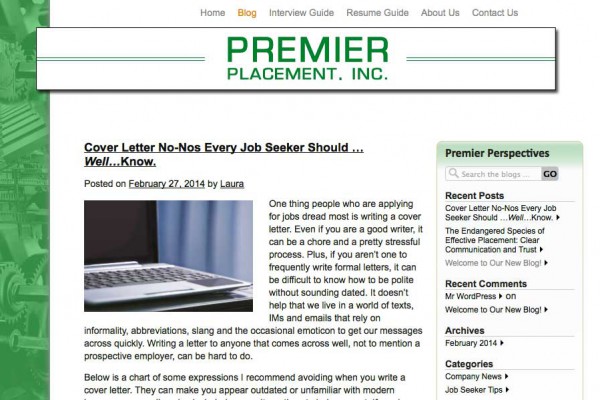 Home Blog Interview Guide Resume Guide About Us Contact Us
PREMIER
PLACEMENT, INC.
Cover Letter No-Nos Every Job Seeker Should …
Well…Know.
Posted on February 27, 2014 by Laura
One thing people who are applying
for jobs dread most is writing a cover
letter. Even if you are a good writer, it
can be a chore and a pretty stressful
process. Plus, if you aren’t one to
frequently write formal letters, it can
be difficult to know how to be polite
without sounding dated. It doesn’t
help that we live in a world of texts,
IMs and emails that rely on
informality, abbreviations, slang and the occasional emoticon to get our messages
across quickly. Writing a letter to anyone that comes across well, not to mention a
prospective employer, can be hard to do.
Below is a chart of some expressions I recommend avoiding when you write a
cover letter. They can make you appear outdated or unfamiliar with modern
Premier Perspectives
Search the blogs ... GO
Recent Posts
Cover Letter No-Nos Every Job
Seeker Should …Well…Know.
The Endangered Species of
Effective Placement: Clear
Communication and Trust
Welcome to Our New Blog!
Recent Comments
Mr WordPress on
Welcome to Our New Blog!
Archives
February 2014
Categories
Company News
Job Seeker Tips